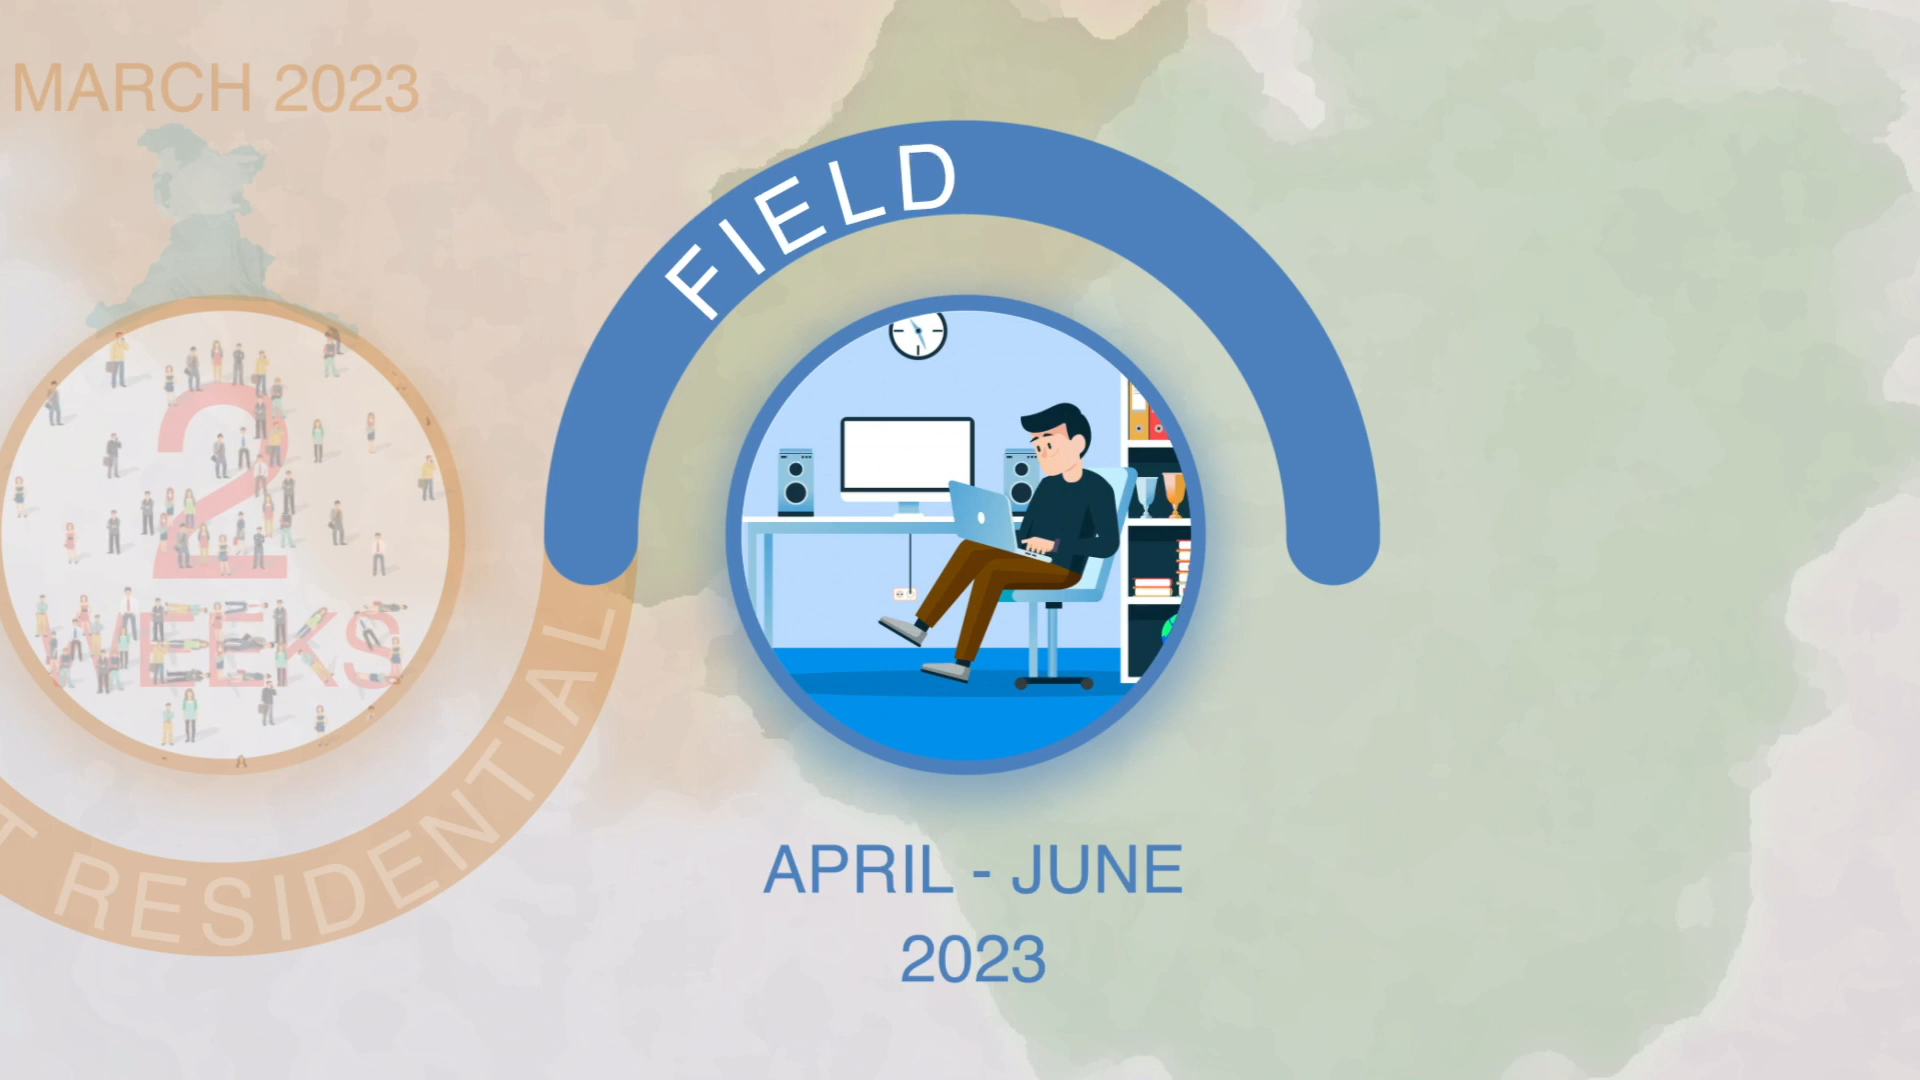 MARCH 2023
2
WEEKS
RESIDENTIAL
FIELD
APRIL - JUNE
2023